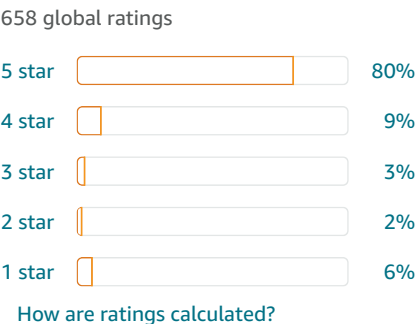 658 global ratings
5 star 80%
4 star 9%
3 star 3%
2 star 2%
1 star 6%
How are ratings calculated?